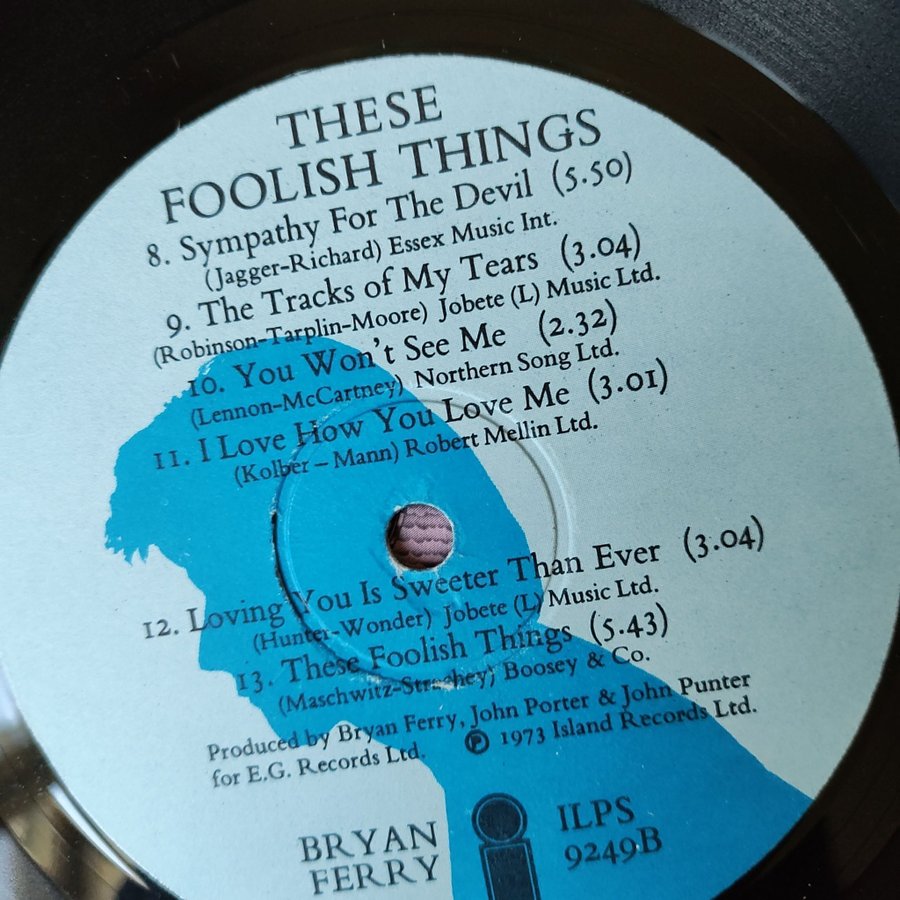 THESE
FOOLISH THINGS
8. Sympathy For The Devil (5.50)
(Jagger-Richard) Essex Music Int.
9. The Tracks of My Tears (3.04)
(Robinson-Tarplin-Moore) Jobete (L) Music Ltd.
10. You Won't See Me (2.32)
(Lennon-McCartney) Northern Song Ltd.
11. I Love How You Love Me (3.01)
(Kolber – Mann) Robert Mellin Ltd.
12. Loving You Is Sweeter Than Ever (3.04)
(Hunter-Wonder) Jobete (L) Music Ltd.
13. These Foolish Things (5.43)
(Maschwitz-Strachey) Boosey & Co.
Produced by Bryan Ferry, John Porter & John Punter
for E.G. Records Ltd. Ⓟ 1973 Island Records Ltd.
BRYAN
FERRY
ILPS
9249B